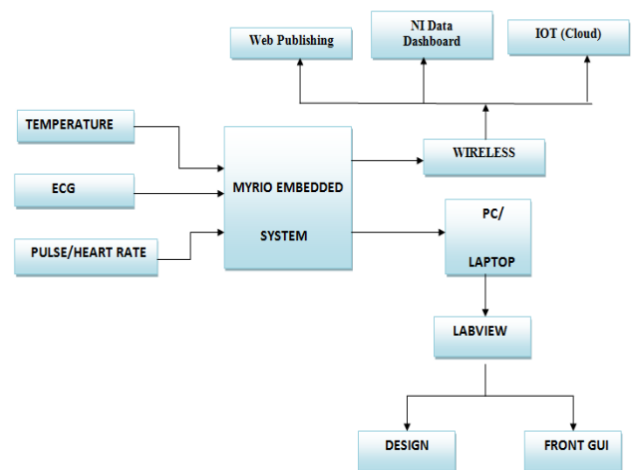 Web Publishing
NI Data
Dashboard
IOT (Cloud)
TEMPERATURE
ECG
PULSE/HEART RATE
MYRIO EMBEDDED
SYSTEM
WIRELESS
PC/
LAPTOP
LABVIEW
DESIGN
FRONT GUI